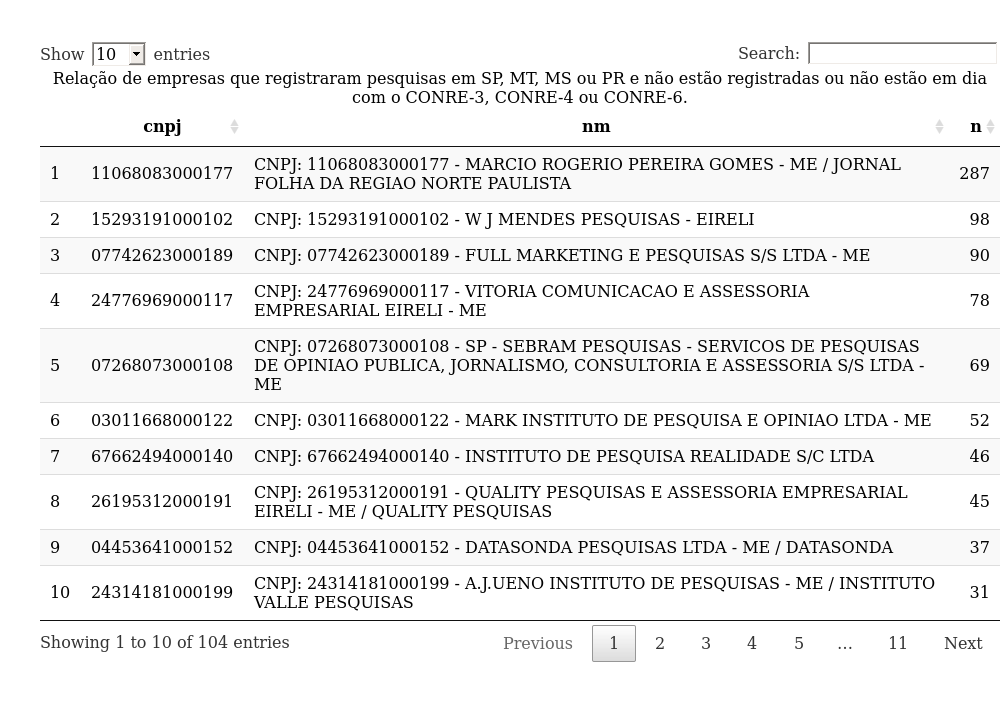 Show 10 entries
Search:
Relação de empresas que registraram pesquisas em SP, MT, MS ou PR e não estão registradas ou não estão em dia
com o CONRE-3, CONRE-4 ou CONRE-6.
cnpj nm n
1 11068083000177 CNPJ: 11068083000177 - MARCIO ROGERIO PEREIRA GOMES - ME / JORNAL
FOLHA DA REGIAO NORTE PAULISTA 287
2 15293191000102 CNPJ: 15293191000102 - W J MENDES PESQUISAS - EIRELI 98
3 07742623000189 CNPJ: 07742623000189 - FULL MARKETING E PESQUISAS S/S LTDA - ME 90
4 24776969000117 CNPJ: 24776969000117 - VITORIA COMUNICACAO E ASSESSORIA
EMPRESARIAL EIRELI - ME 78
5 07268073000108 CNPJ: 07268073000108 - SP - SEBRAM PESQUISAS - SERVICOS DE PESQUISAS
DE OPINIAO PUBLICA, JORNALISMO, CONSULTORIA E ASSESSORIA S/S LTDA - 69
ME
6 03011668000122 CNPJ: 03011668000122 - MARK INSTITUTO DE PESQUISA E OPINIAO LTDA - ME 52
7 67662494000140 CNPJ: 67662494000140 - INSTITUTO DE PESQUISA REALIDADE S/C LTDA 46
8 26195312000191 CNPJ: 26195312000191 - QUALITY PESQUISAS E ASSESSORIA EMPRESARIAL
EIRELI - ME / QUALITY PESQUISAS 45
9 04453641000152 CNPJ: 04453641000152 - DATASONDA PESQUISAS LTDA - ME / DATASONDA 37
10 24314181000199 CNPJ: 24314181000199 - A.J.UENO INSTITUTO DE PESQUISAS - ME / INSTITUTO
VALLE PESQUISAS 31
Showing 1 to 10 of 104 entries
Previous 1 2 3 4 5 … 11 Next